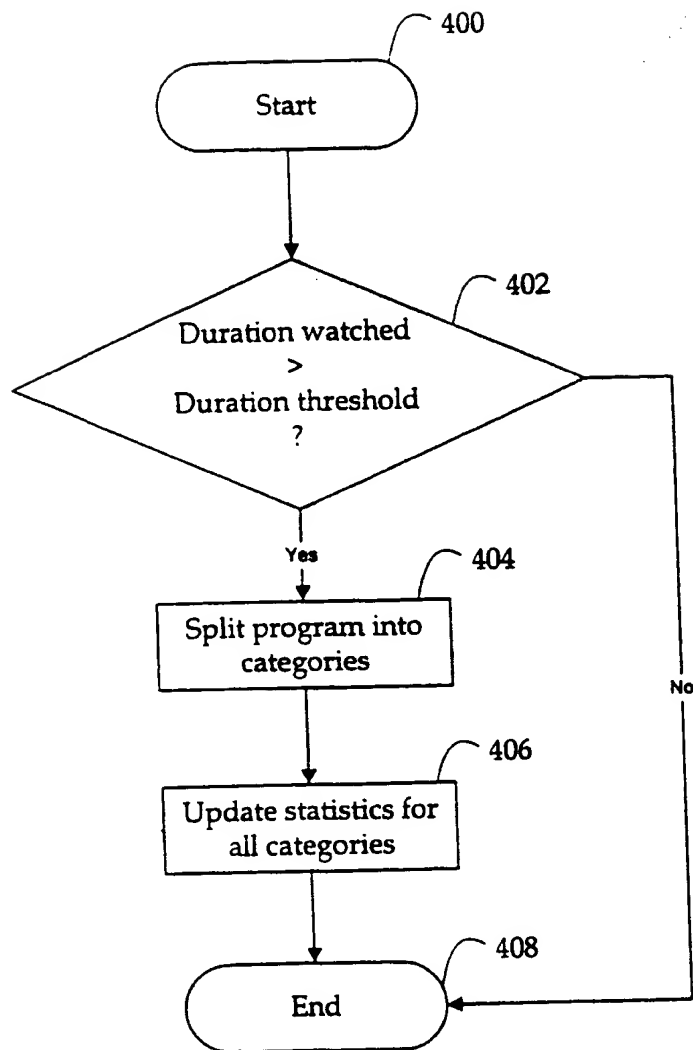 400
Start
402
Duration watched
>
Duration threshold
?
Yes
404
Split program into
categories
No
406
Update statistics for
all categories
408
End